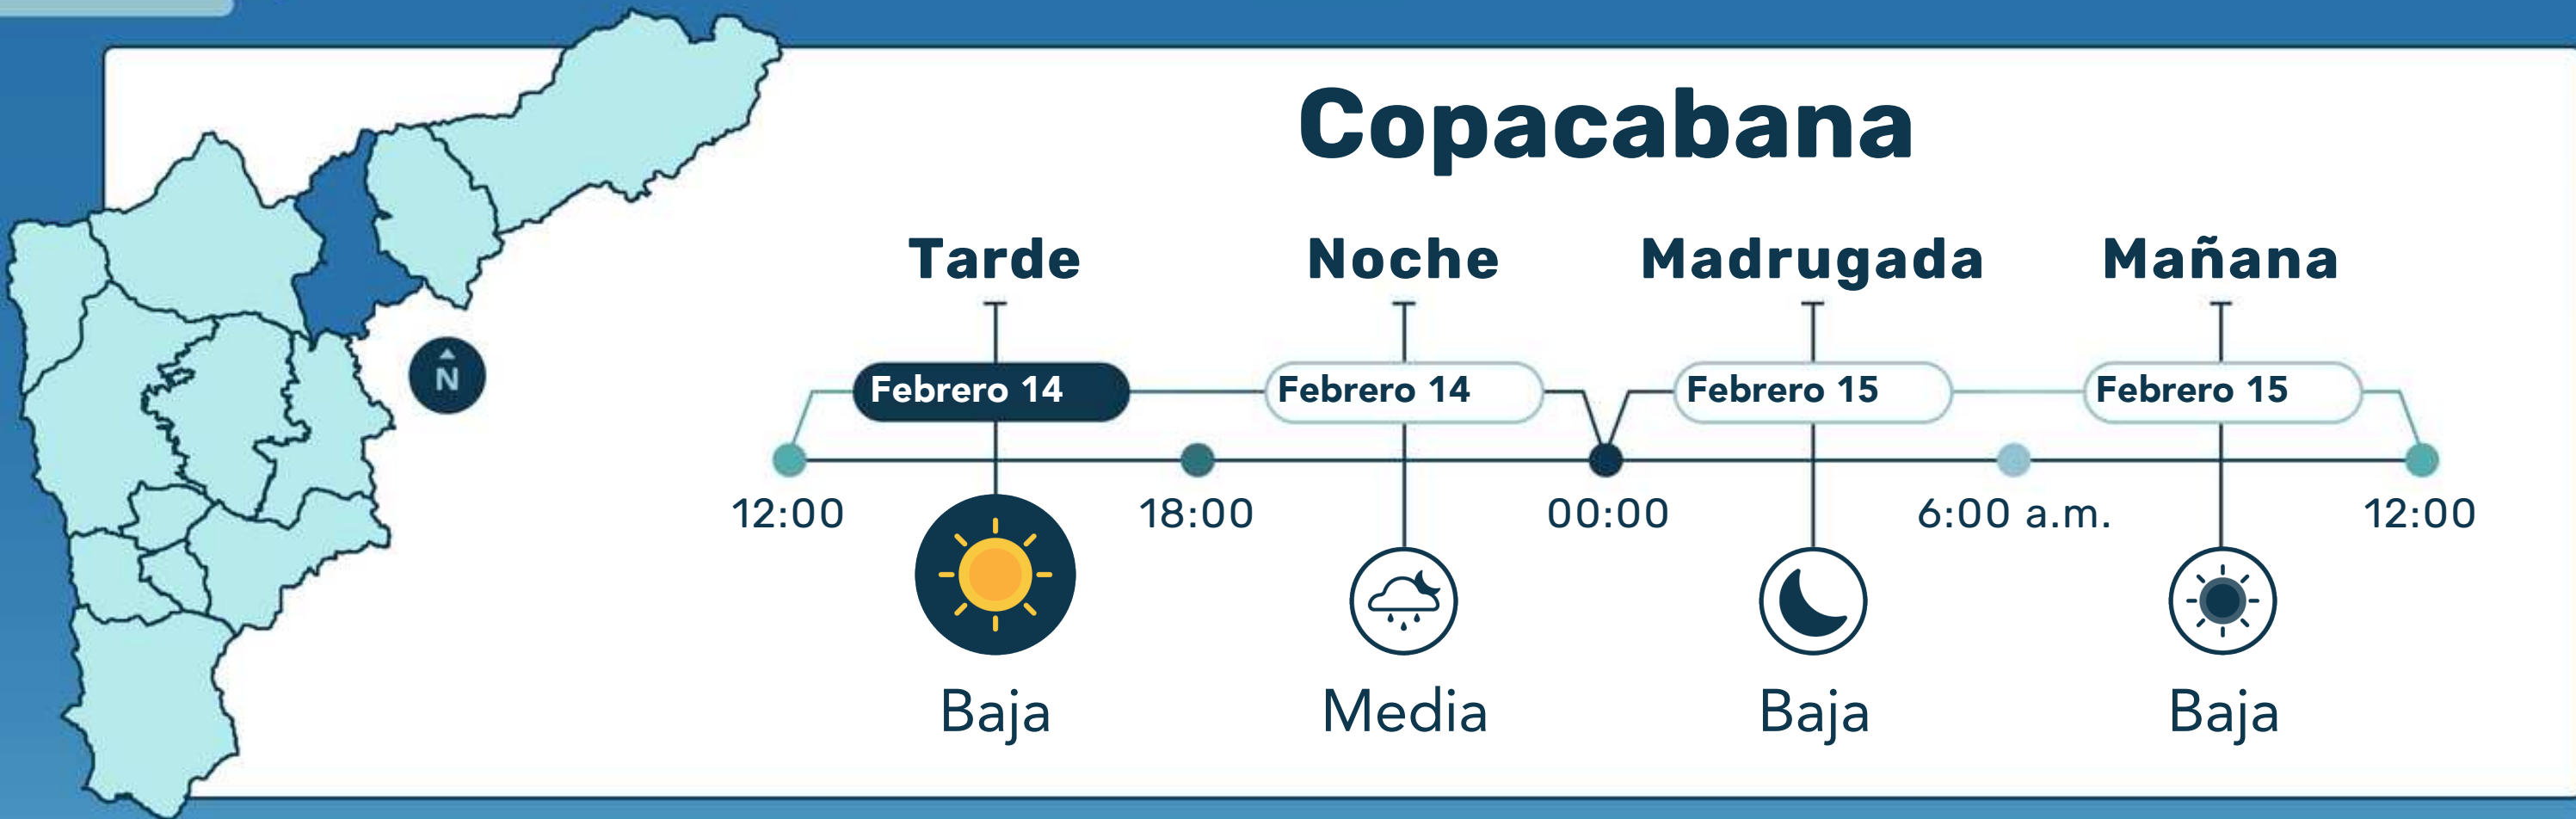 Copacabana
Tarde Noche Madrugada Mañana
Febrero 14 Febrero 14 Febrero 15 Febrero 15
N
12:00 18:00 00:00 6:00 a.m. 12:00
Baja Media Baja Baja